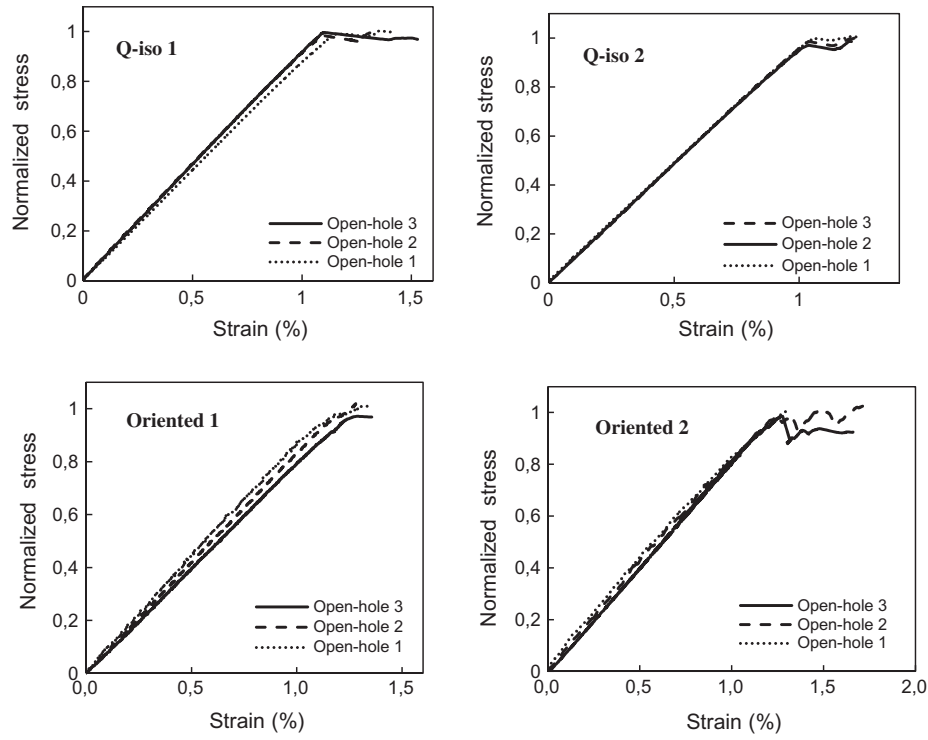 Q-iso 1
Normalized stress
1
0,8
0,6
0,4
0,2
0
0
0,5
1
1,5
Strain (%)
Open-hole 3
Open-hole 2
Open-hole 1
Q-iso 2
Normalized stress
1
0,8
0,6
0,4
0,2
0
0
0,5
1
Strain (%)
Open-hole 3
Open-hole 2
Open-hole 1
Oriented 1
Normalized stress
1
0,8
0,6
0,4
0,2
0
0,0
0,5
1,0
1,5
Strain (%)
Open-hole 3
Open-hole 2
Open-hole 1
Oriented 2
Normalized stress
1
0,8
0,6
0,4
0,2
0
0,0
0,5
1,0
1,5
2,0
Strain (%)
Open-hole 3
Open-hole 2
Open-hole 1